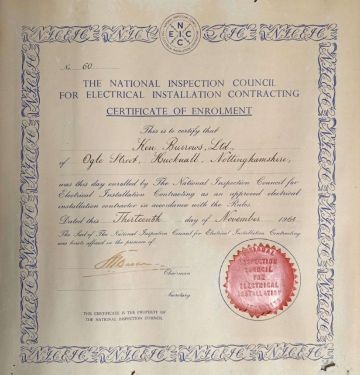 N E I C
I C
No. 60
THE NATIONAL INSPECTION COUNCIL
FOR ELECTRICAL INSTALLATION CONTRACTING
CERTIFICATE OF ENROLMENT
This is to certify that
Ken Burrows, Ltd.
of Ogle Street, Hucknall, Nottinghamshire,
was this day enrolled by The National Inspection Council for
Electrical Installation Contracting as an approved electrical
installation contractor in accordance with the Rules
Dated this Thirteenth day of November
The Seal of The National Inspection Council for Electrical Installation Contracting
was hereto affixed in the presence of:
Chairman
Secretary
THIS CERTIFICATE IS THE PROPERTY OF
THE NATIONAL INSPECTION COUNCIL
NATIONAL
INSPECTION
COUNCIL
FOR
ELECTRICAL
INSTALLATION